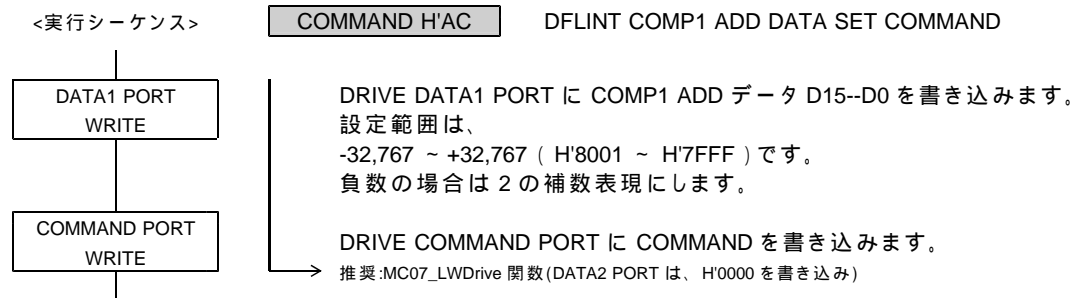 <実行シーケンス>
COMMAND H'AC
DFLINT COMP1 ADD DATA SET COMMAND
DATA1 PORT
WRITE
DRIVE DATA1 PORT に COMP1 ADD データ D15--D0 を書き込みます。
設定範囲は、
-32,767 ~ +32,767 ( H'8001 ~ H'7FFF )です。
負数の場合は 2 の補数表現にします。
COMMAND PORT
WRITE
DRIVE COMMAND PORT に COMMAND を書き込みます。
推奨:MC07_LWDrive 関数(DATA2 PORT は、H'0000 を書き込み)